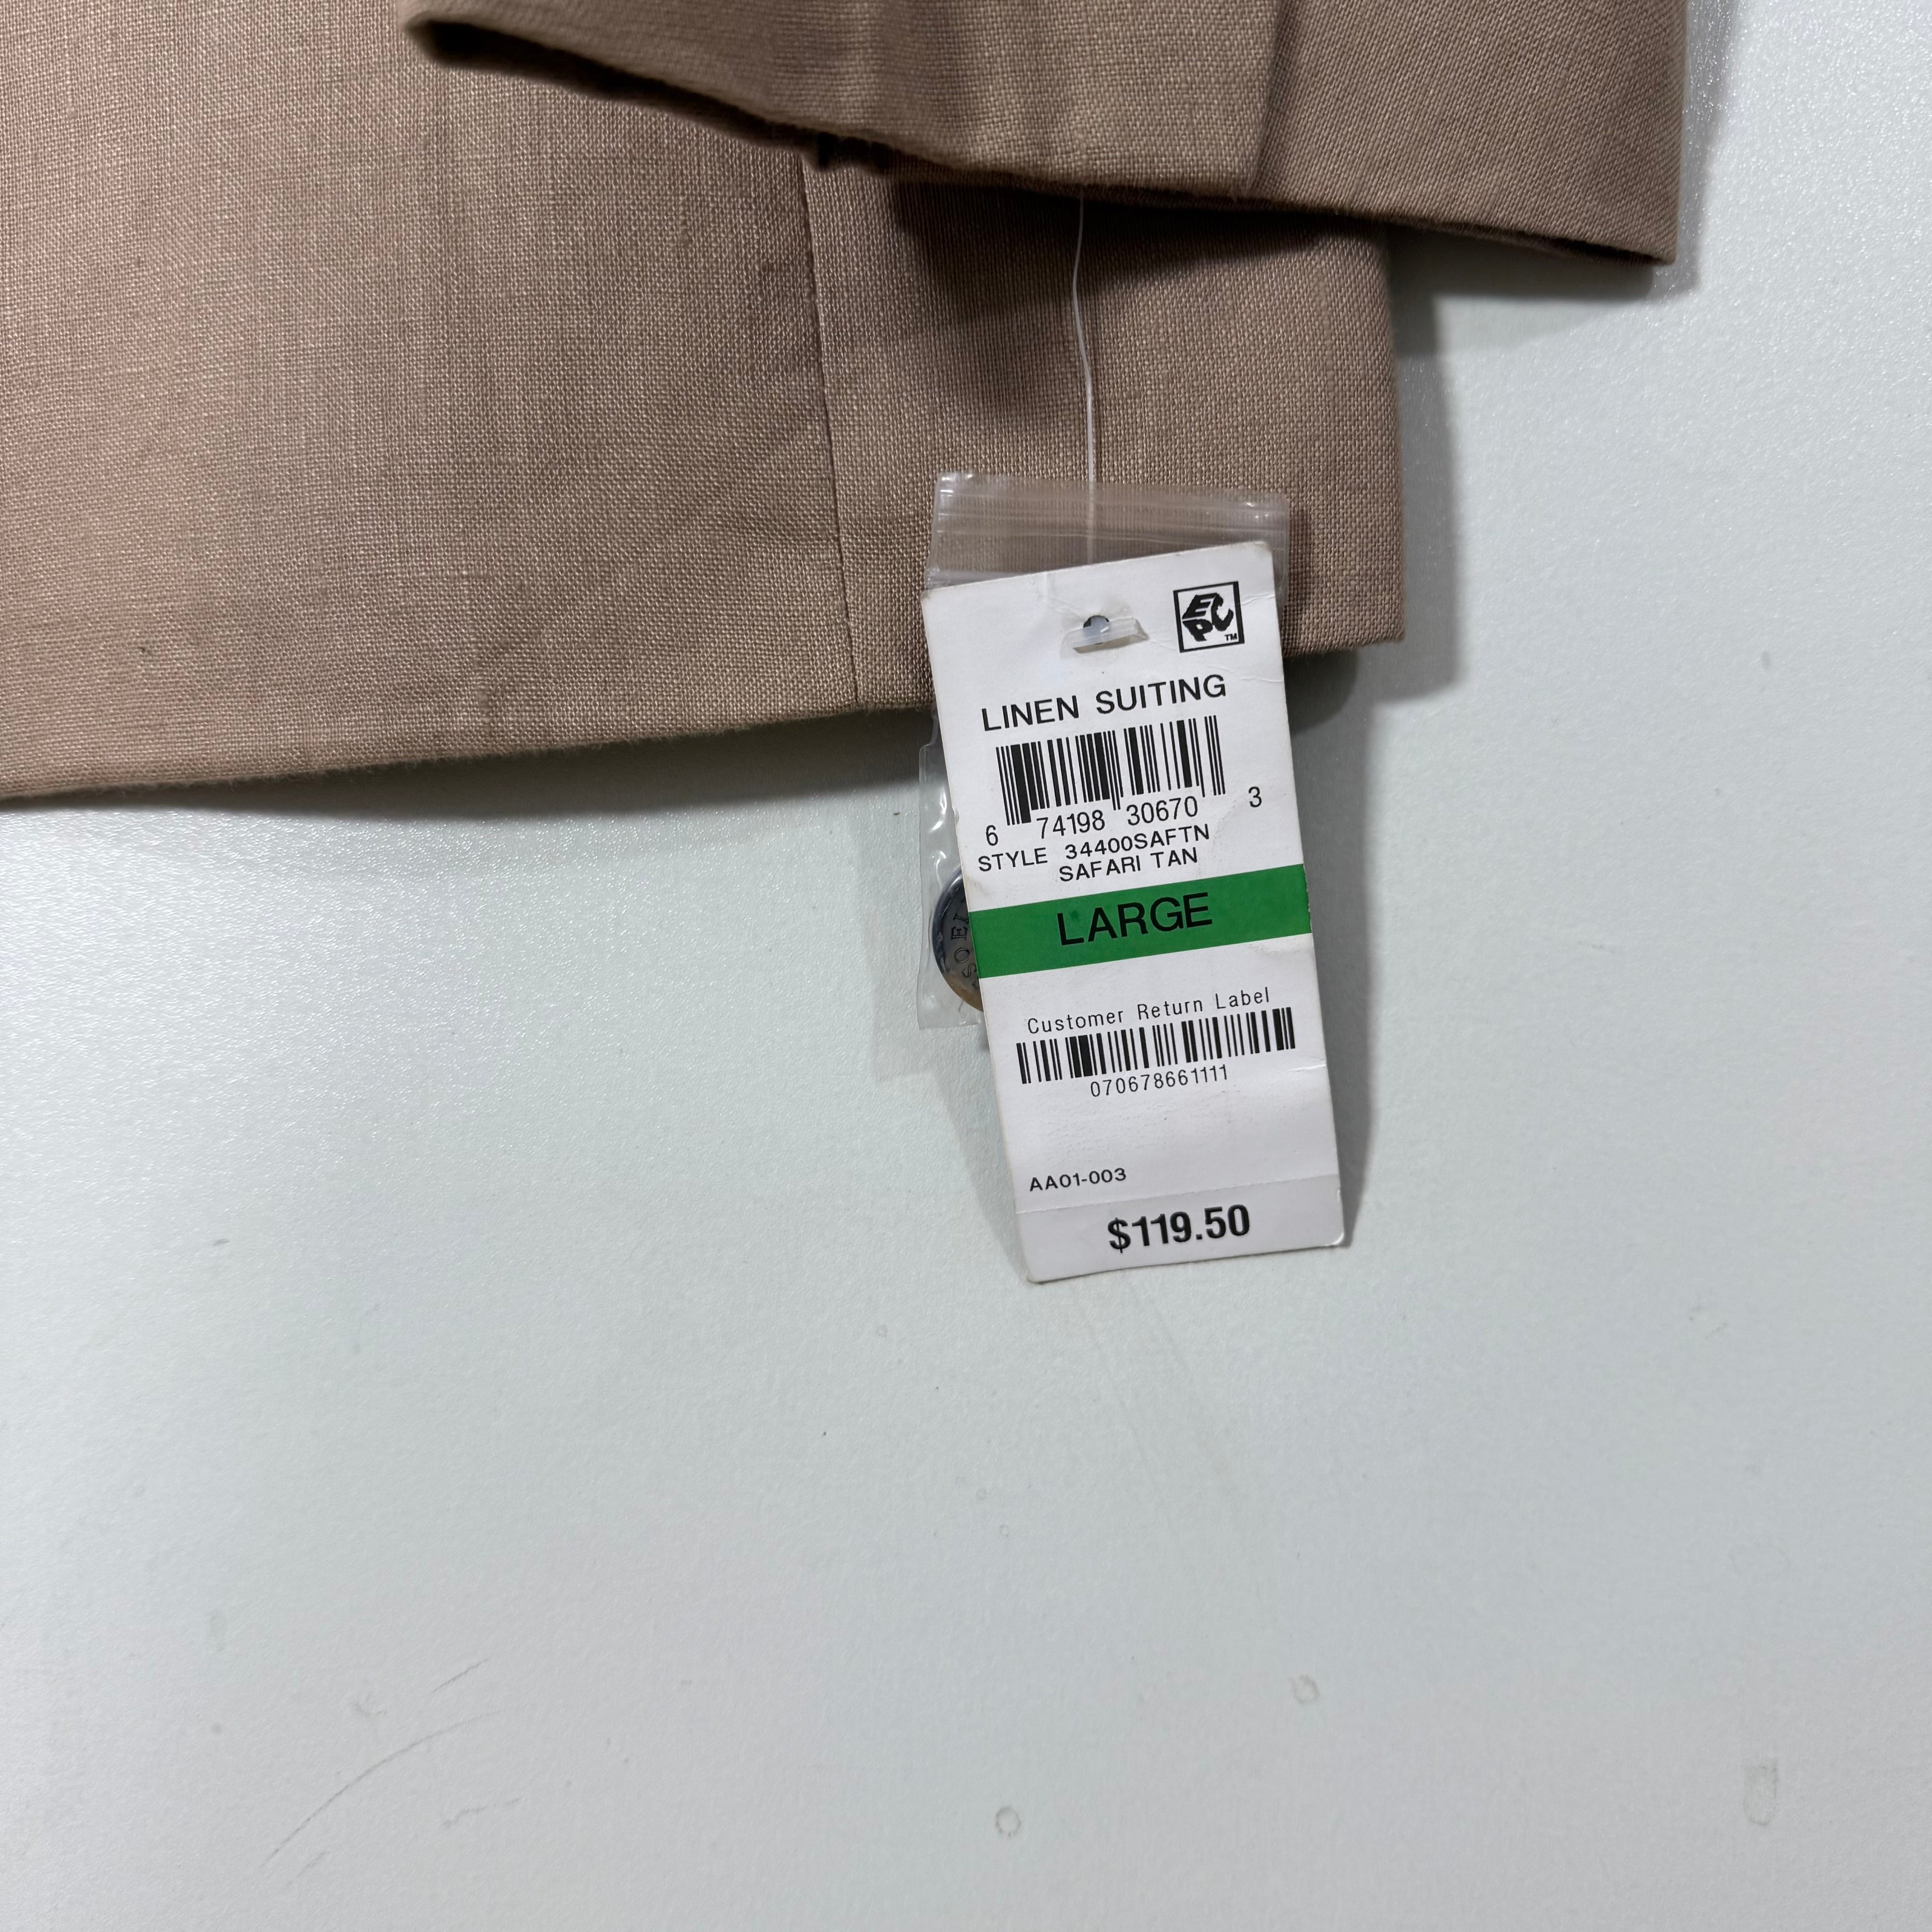 EPC™
LINEN SUITING
6 74198 30670 3
STYLE 34400SAFTN
SAFARI TAN
LARGE
Customer Return Label
070678661111
AA01-003
$119.50